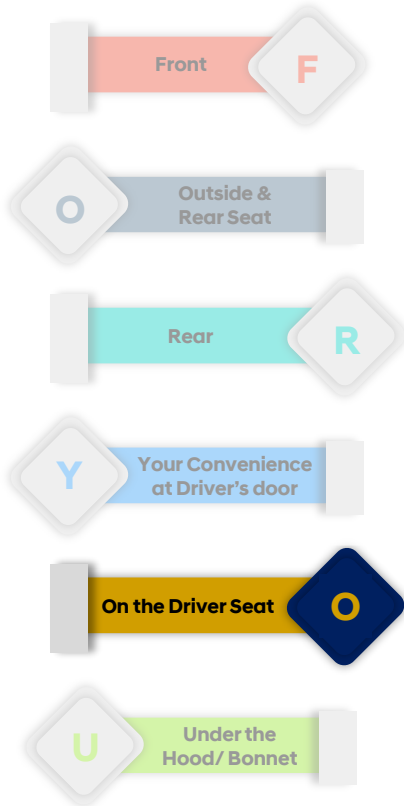 Front
F
O
Outside &
Rear Seat
Rear
R
Y
Your Convenience
at Driver's door
On the Driver Seat
O
U
Under the
Hood/ Bonnet